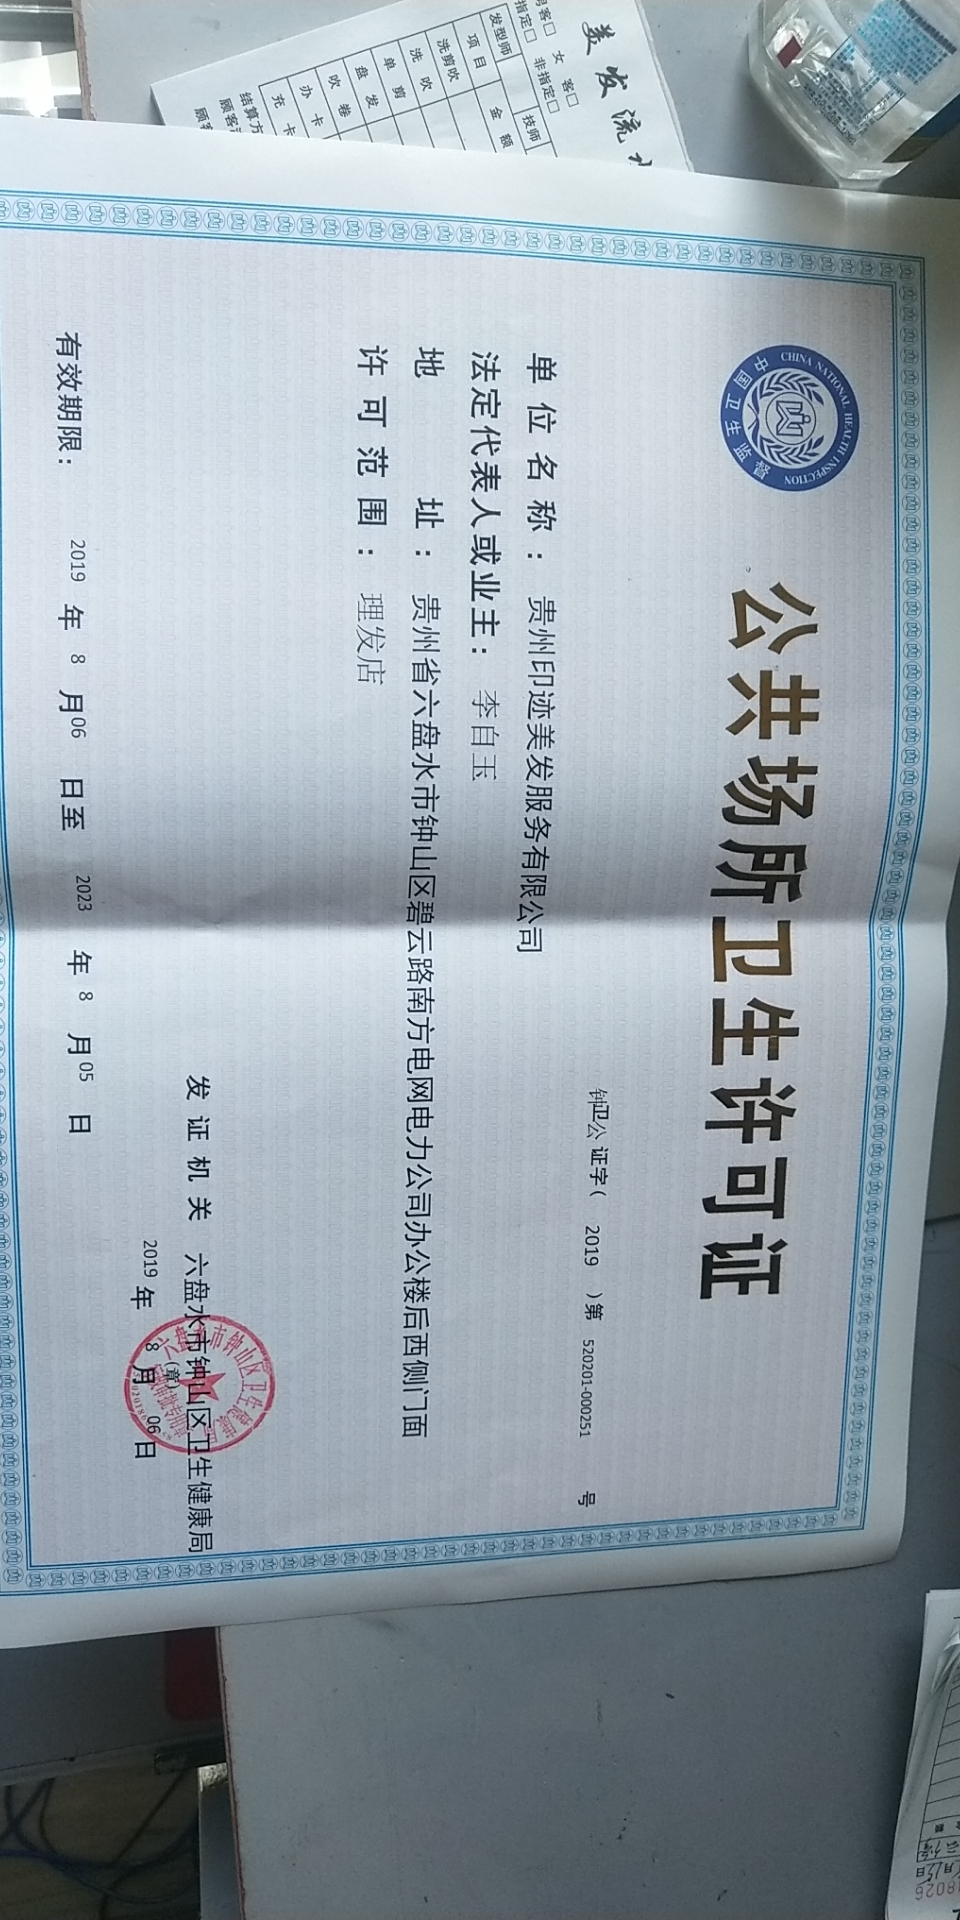 公共场所卫生许可证
CHINA NATIONAL HEALTH INSPECTION
中国卫生监督
钟卫公证字（ 2019 ）第 520201-000251 号
单位名称： 贵州印迹美发服务有限公司
法定代表人或业主： 李自玉
地址： 贵州省六盘水市钟山区碧云路南方电网电力公司办公楼后西侧门面
许可范围： 理发店
发证机关 六盘水市钟山区卫生健康局
（章）
2019 年 8 月 06 日
有效期限： 2019 年 8 月 06 日至 2023 年 8 月 05 日
美发流
女客□
指定□ 非指定□
发型师 技师
项目 金额
洗剪吹
洗吹
单剪
盘发
吹卷
办卡
充卡
结算方
顾客